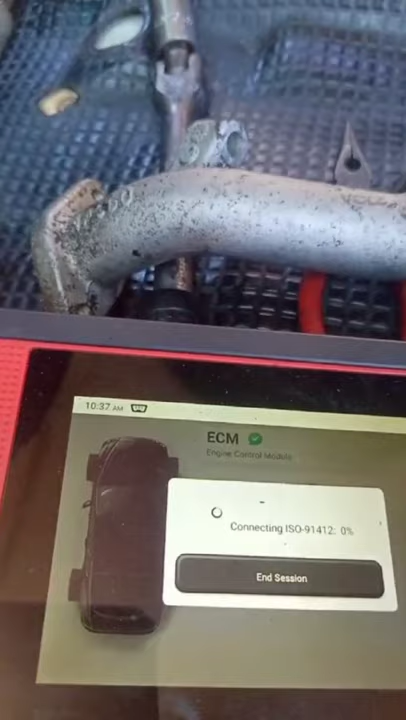 10:37 AM
ECM
Engine Control Module
Connecting ISO-91412: 0%
End Session